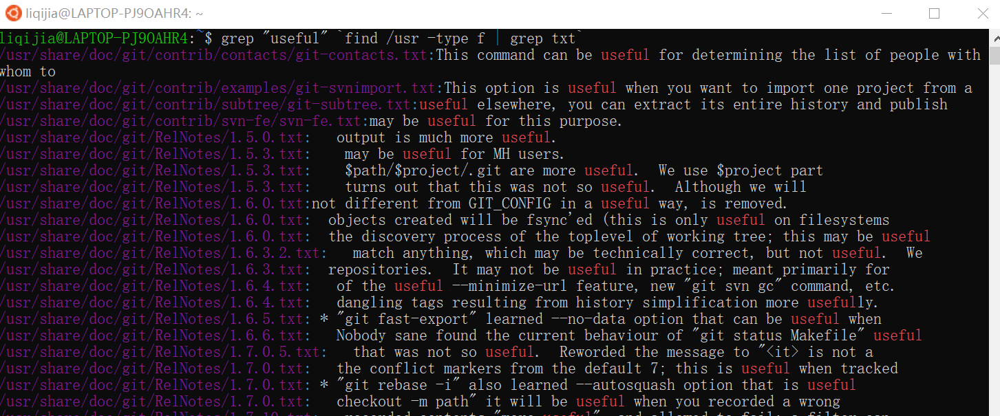 liqijia@LAPTOP-PJ9OAHR4: ~
liqijia@LAPTOP-PJ9OAHR4:~$ grep "useful" `find /usr -type f | grep txt`
/usr/share/doc/git/contrib/contacts/git-contacts.txt:This command can be useful for determining the list of people with
whom to
/usr/share/doc/git/contrib/examples/git-svnimport.txt:This option is useful when you want to import one project from a
/usr/share/doc/git/contrib/subtree/git-subtree.txt:useful elsewhere, you can extract its entire history and publish
/usr/share/doc/git/contrib/svn-fe/svn-fe.txt:may be useful for this purpose.
/usr/share/doc/git/RelNotes/1.5.0.txt:   output is much more useful.
/usr/share/doc/git/RelNotes/1.5.3.txt:    may be useful for MH users.
/usr/share/doc/git/RelNotes/1.5.3.txt:    $path/$project/.git are more useful.  We use $project part
/usr/share/doc/git/RelNotes/1.5.3.txt:    turns out that this was not so useful.  Although we will
/usr/share/doc/git/RelNotes/1.6.0.txt:not different from GIT_CONFIG in a useful way, is removed.
/usr/share/doc/git/RelNotes/1.6.0.txt:  objects created will be fsync'ed (this is only useful on filesystems
/usr/share/doc/git/RelNotes/1.6.0.txt:  the discovery process of the toplevel of working tree; this may be useful
/usr/share/doc/git/RelNotes/1.6.3.2.txt:   match anything, which may be technically correct, but not useful.  We
/usr/share/doc/git/RelNotes/1.6.3.txt:  repositories.  It may not be useful in practice; meant primarily for
/usr/share/doc/git/RelNotes/1.6.4.txt:   of the useful --minimize-url feature, new "git svn gc" command, etc.
/usr/share/doc/git/RelNotes/1.6.4.txt:   dangling tags resulting from history simplification more usefully.
/usr/share/doc/git/RelNotes/1.6.5.txt: * "git fast-export" learned --no-data option that can be useful when
/usr/share/doc/git/RelNotes/1.6.6.txt:   Nobody sane found the current behaviour of "git status Makefile" useful
/usr/share/doc/git/RelNotes/1.7.0.5.txt:   that was not so useful.  Reworded the message to "<it> is not a
/usr/share/doc/git/RelNotes/1.7.0.txt:   the conflict markers from the default 7; this is useful when tracked
/usr/share/doc/git/RelNotes/1.7.0.txt: * "git rebase -i" also learned --autosquash option that is useful
/usr/share/doc/git/RelNotes/1.7.0.txt:   checkout -m path" it will be useful when you recorded a wrong
/usr/share/doc/git/RelNotes/1.7.10.txt:   recorded contents "more useful", and allowed to fail; a filter can